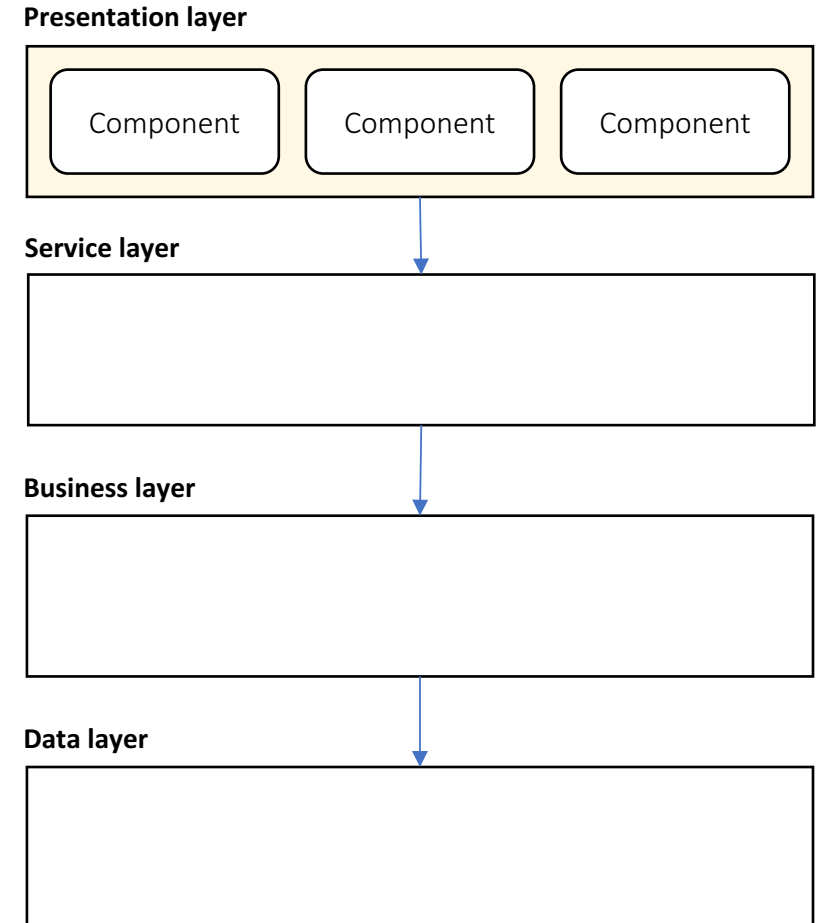 Presentation layer
Component Component Component
Service layer
Business layer
Data layer